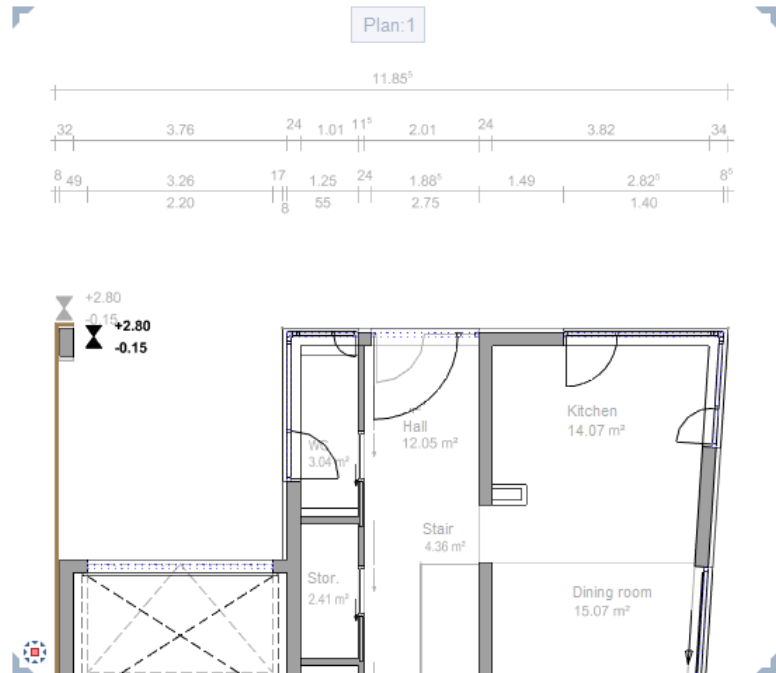 Plan:1
11.85⁵
32 3.76 24 1.01 11⁵ 2.01 24 3.82 34
8 49 3.26 17 1.25 24 1.88⁵ 1.49 2.82⁵ 8⁵
2.20 8 55 2.75 1.40
+2.80
-0.15
+2.80
-0.15
Kitchen
14.07 m²
Hall
12.05 m²
WC
3.04 m²
Stair
4.36 m²
Stor.
2.41 m²
Dining room
15.07 m²